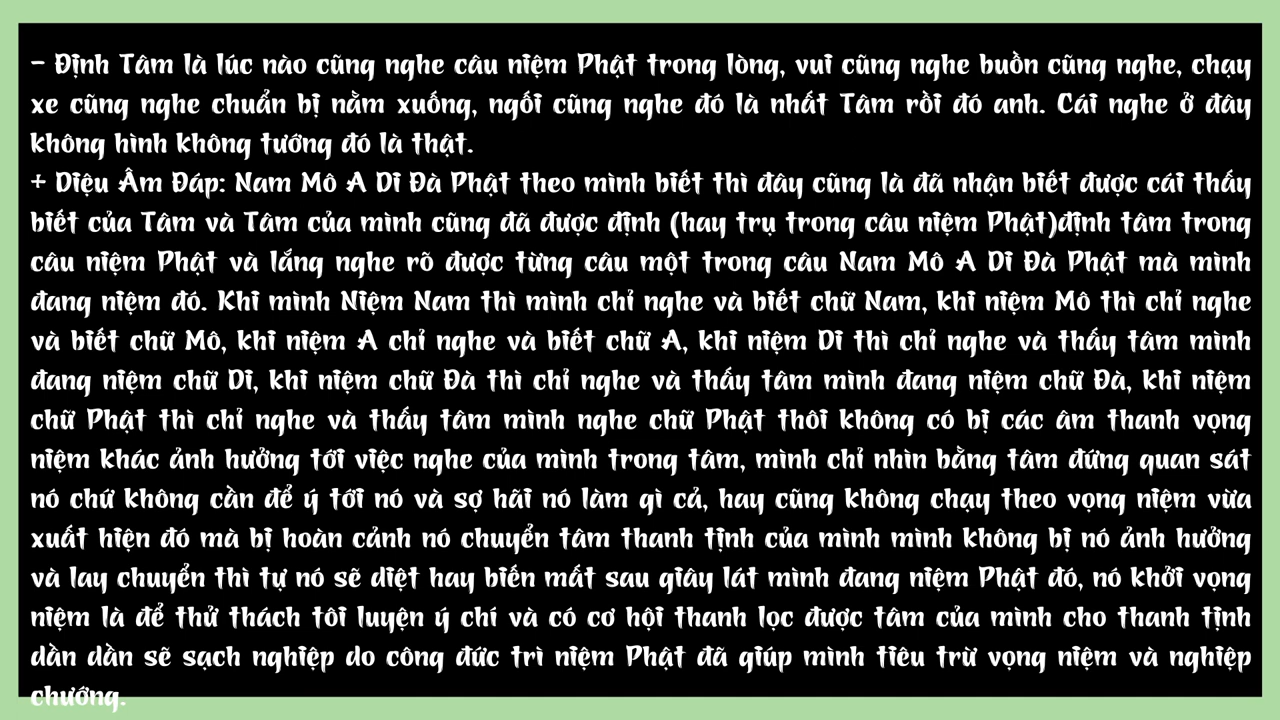 - Định Tâm là lúc nào cũng nghe câu niệm Phật trong lòng, vui cũng nghe buồn cũng nghe, chạy
xe cũng nghe chuẩn bị nằm xuống, ngối cũng nghe đó là nhất Tâm rồi đó anh. Cái nghe ở đây
không hình không tướng đó là thật.
+ Diệu Âm Đáp: Nam Mô A Di Đà Phật theo mình biết thì đây cũng là đã nhận biết được cái thấy
biết của Tâm và Tâm của mình cũng đã được định (hay trụ trong câu niệm Phật)định tâm trong
câu niệm Phật và lắng nghe rõ được từng câu một trong câu Nam Mô A Di Đà Phật mà mình
đang niệm đó. Khi mình Niệm Nam thì mình chỉ nghe và biết chữ Nam, khi niệm Mô thì chỉ nghe
và biết chữ Mô, khi niệm A chỉ nghe và biết chữ A, khi niệm Di thì chỉ nghe và thấy tâm mình
đang niệm chữ Di, khi niệm chữ Đà thì chỉ nghe và thấy tâm mình đang niệm chữ Đà, khi niệm
chữ Phật thì chỉ nghe và thấy tâm mình nghe chữ Phật thôi không có bị các âm thanh vọng
niệm khác ảnh hưởng tới việc nghe của mình trong tâm, mình chỉ nhìn bằng tâm đứng quan sát
nó chứ không cần để ý tới nó và sợ hãi nó làm gì cả, hay cũng không chạy theo vọng niệm vừa
xuất hiện đó mà bị hoàn cảnh nó chuyển tâm thanh tịnh của mình mình không bị nó ảnh hưởng
và lay chuyển thì tự nó sẽ diệt hay biến mất sau giây lát mình đang niệm Phật đó, nó khởi vọng
niệm là để thử thách tôi luyện ý chí và có cơ hội thanh lọc được tâm của mình cho thanh tịnh
dần dần sẽ sạch nghiệp do công đức trì niệm Phật đã giúp mình tiêu trừ vọng niệm và nghiệp
chướng.